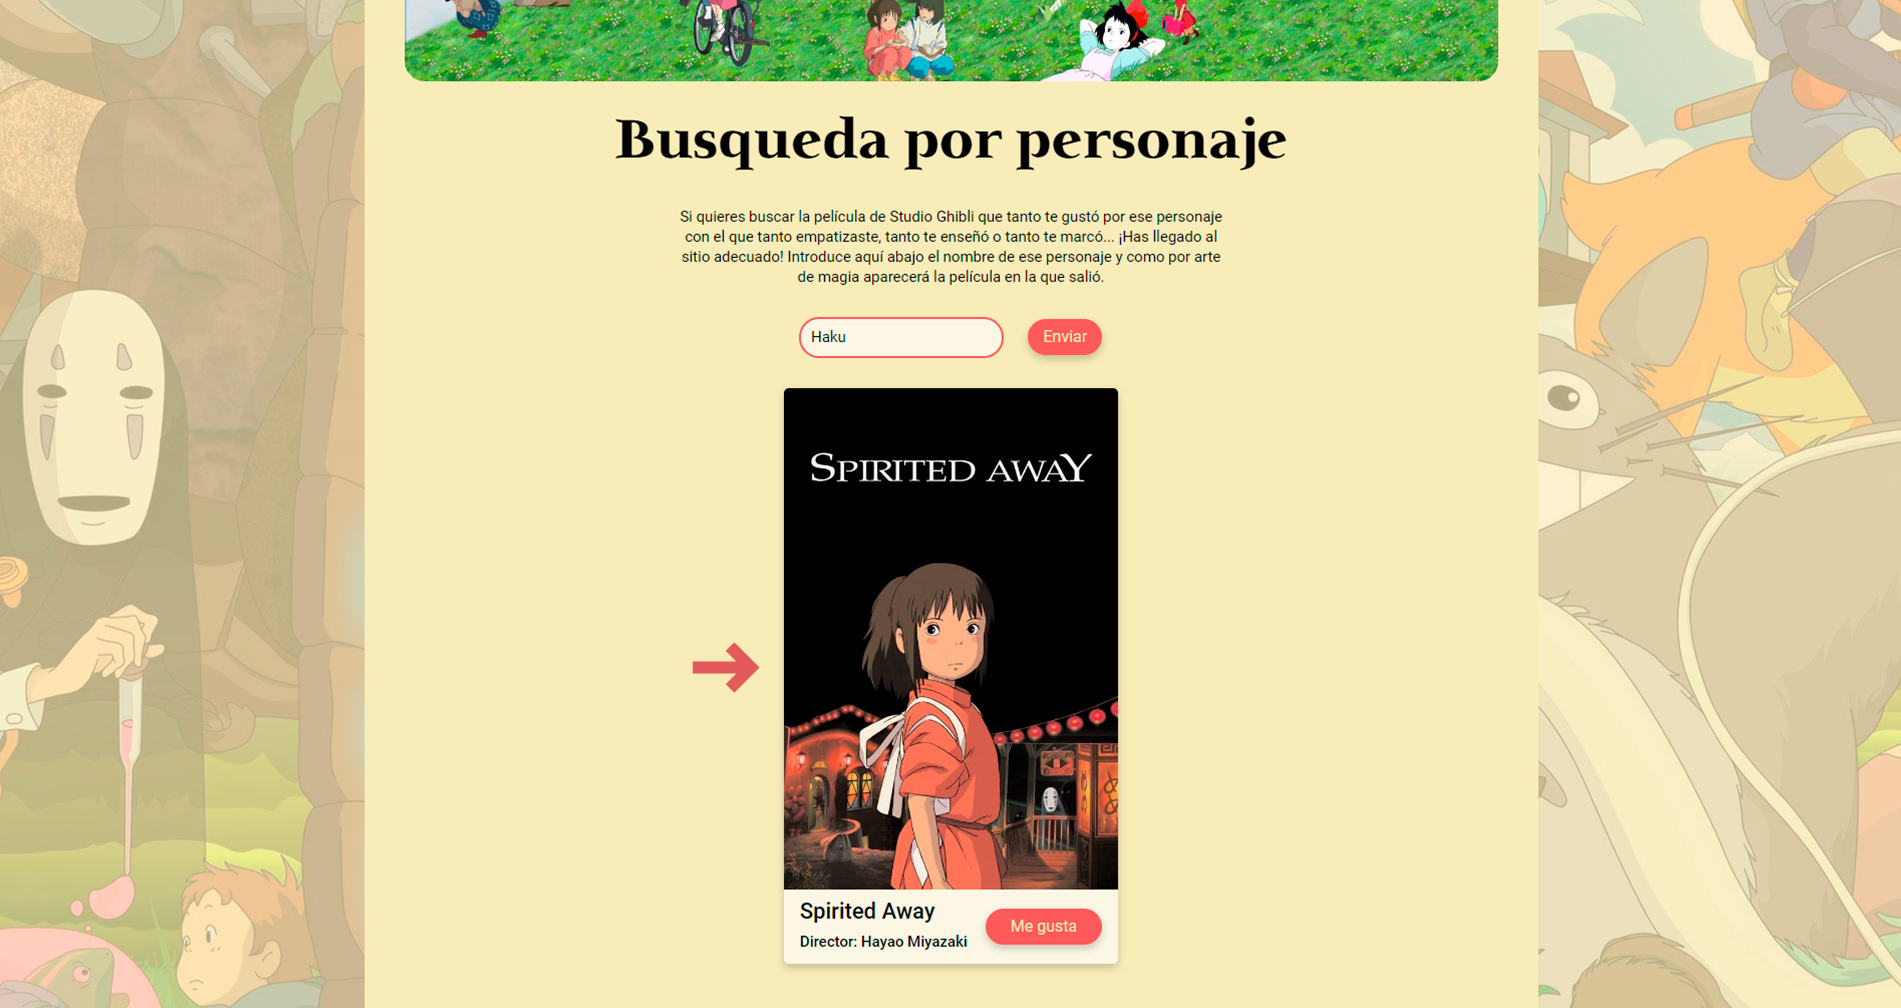 Busqueda por personaje
Si quieres buscar la película de Studio Ghibli que tanto te gustó por ese personaje
con el que tanto empatizaste, tanto te enseñó o tanto te marcó... ¡Has llegado al
sitio adecuado! Introduce aquí abajo el nombre de ese personaje y como por arte
de magia aparecerá la película en la que salió.
Haku
Enviar
SPIRITED AWAY
Spirited Away
Director: Hayao Miyazaki
Me gusta